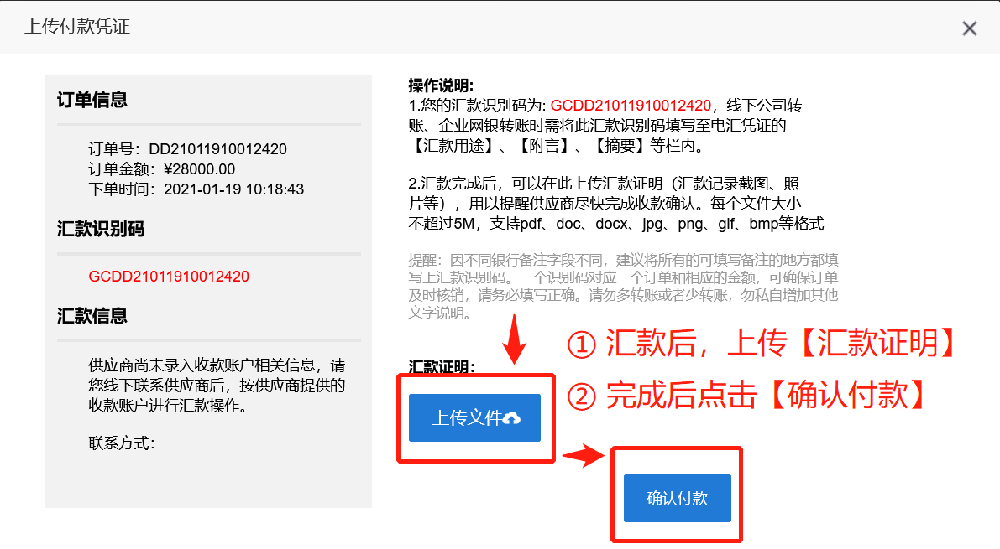 上传付款凭证
订单信息
订单号：DD21011910012420
订单金额：¥28000.00
下单时间：2021-01-19 10:18:43
汇款识别码
GCDD21011910012420
汇款信息
供应商尚未录入收款账户相关信息，请
您线下联系供应商后，按供应商提供的
收款账户进行汇款操作。
联系方式：
操作说明:
1.您的汇款识别码为: GCDD21011910012420，线下公司转
账、企业网银转账时需将此汇款识别码填写至电汇凭证的
【汇款用途】、【附言】、【摘要】等栏内。
2.汇款完成后，可以在此上传汇款证明（汇款记录截图、照
片等），用以提醒供应商尽快完成收款确认。每个文件大小
不超过5M，支持pdf、doc、docx、jpg、png、gif、bmp等格式
提醒：因不同银行备注字段不同，建议将所有的可填写备注的地方都填
写上汇款识别码。一个识别码对应一个订单和相应的金额，可确保订单
及时核销，请务必填写正确。请勿多转账或者少转账，勿私自增加其他
文字说明。
① 汇款后，上传【汇款证明】
汇款证明：
② 完成后点击【确认付款】
上传文件
确认付款